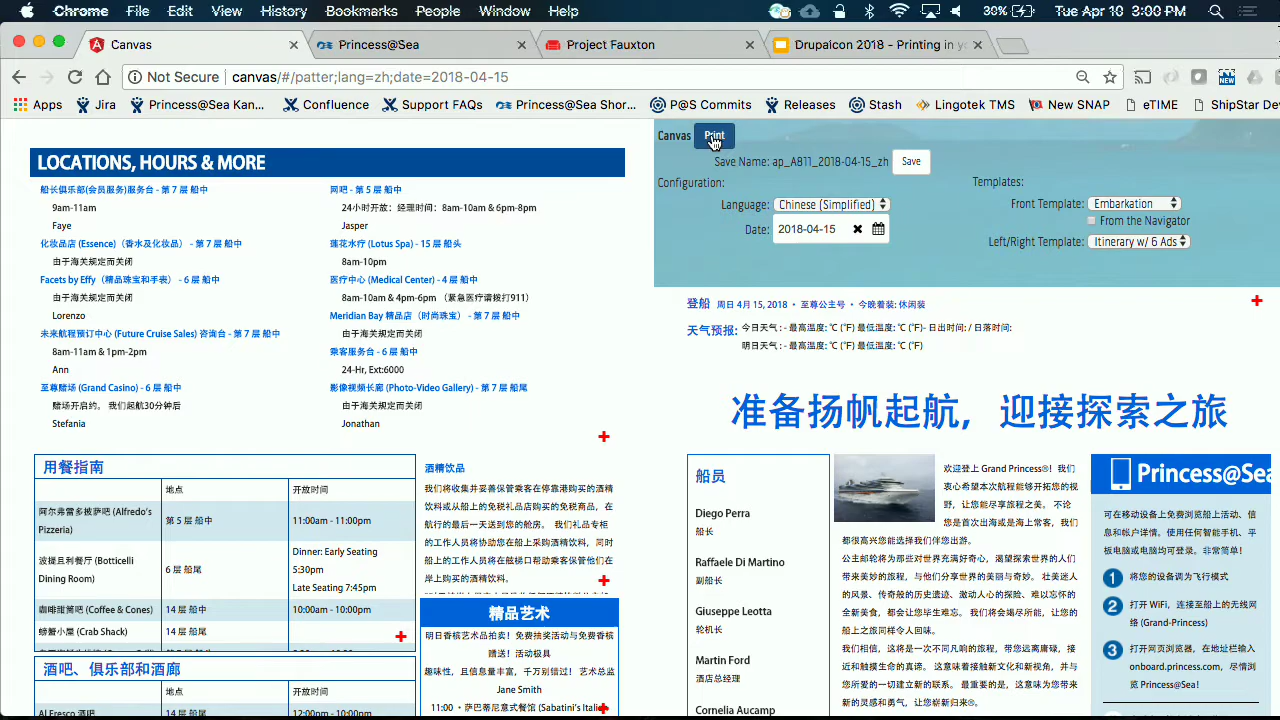 Chrome File Edit View History Bookmarks People Window Help 30% Tue Apr 10 3:00 PM
Canvas Princess@Sea Project Fauxton Drupalcon 2018 - Printing in y
Not Secure canvas/#/patter;lang=zh;date=2018-04-15
Apps Jira Princess@Sea Kan... Confluence Support FAQs Princess@Sea Shor... P@S Commits Releases Stash Lingotek TMS New SNAP eTIME ShipStar De
LOCATIONS, HOURS & MORE
船长俱乐部(会员服务)服务台 - 第 7 层 船中
9am-11am
Faye
化妆品店 (Essence)（香水及化妆品） - 第 7 层 船中
由于海关规定而关闭
Facets by Effy（精品珠宝和手表） - 6 层 船中
由于海关规定而关闭
Lorenzo
未来航程预订中心 (Future Cruise Sales) 咨询台 - 第 7 层 船中
8am-11am & 1pm-2pm
Ann
至尊赌场 (Grand Casino) - 6 层 船中
赌场开启约。 我们起航30分钟后
Stefania
网吧 - 第 5 层 船中
24小时开放： 经理时间：8am-10am & 6pm-8pm
Jasper
莲花水疗 (Lotus Spa) - 15 层 船头
8am-10pm
医疗中心 (Medical Center) - 4 层 船中
8am-10am & 4pm-6pm （紧急医疗请拨打911）
Meridian Bay 精品店（时尚珠宝） - 第 7 层 船中
由于海关规定而关闭
乘客服务台 - 6 层 船中
24-Hr, Ext:6000
影像视频长廊 (Photo-Video Gallery) - 第 7 层 船尾
由于海关规定而关闭
Jonathan
Canvas Print
Save Name: ap_A811_2018-04-15_zh Save
Configuration:
Language: Chinese (Simplified)
Date: 2018-04-15
Templates:
Front Template: Embarkation
From the Navigator
Left/Right Template: Itinerary w/ 6 Ads
登船 周日 4月 15, 2018 • 至尊公主号 • 今晚着装: 休闲装
天气预报: 今日天气 : - 最高温度: ℃ (°F) 最低温度: ℃ (°F)- 日出时间: / 日落时间:
明日天气 : - 最高温度: ℃ (°F) 最低温度: ℃ (°F)
准备扬帆起航，迎接探索之旅
用餐指南
地点 开放时间
阿尔弗雷多披萨吧 (Alfredo's Pizzeria) 第 5 层 船中 11:00am - 11:00pm
波提且利餐厅 (Botticelli Dining Room) 6 层 船尾 Dinner: Early Seating 5:30pm
Late Seating 7:45pm
咖啡甜筒吧 (Coffee & Cones) 14 层 船中 10:00am - 10:00pm
螃蟹小屋 (Crab Shack) 14 层 船尾
酒吧、俱乐部和酒廊
地点 开放时间
Al Fresco 酒吧 14 层 船尾 12:00pm - 10:00pm
酒精饮品
我们将收集并妥善保管乘客在停靠港购买的酒精
饮料或从船上的免税礼品店购买的免税商品，在
航行的最后一天送到您的舱房。 我们礼品专柜
的工作人员将协助您在船上采购酒精饮料，同时
船上的工作人员将在舷梯口帮助乘客保管他们在
岸上购买的酒精饮料。
精品艺术
明日香槟艺术品拍卖！免费抽奖活动与免费香槟
赠送！活动极具
趣味性，且信息量丰富，千万别错过！ 艺术总监
Jane Smith
11:00 • 萨巴蒂尼意式餐馆 (Sabatini's Itali
船员
Diego Perra
船长
Raffaele Di Martino
副船长
Giuseppe Leotta
轮机长
Martin Ford
酒店总经理
Cornelia Aucamp
欢迎登上 Grand Princess®！我们
衷心希望本次航程能够开拓您的视
野，让您能尽享旅程之美。 不论
您是首次出海或是海上常客，我们
都很高兴您能选择我们伴您出游。
公主邮轮将为那些对世界充满好奇心，渴望探索世界的人们
带来美妙的旅程，与他们分享世界的美丽与奇妙。 壮美迷人
的风景、传奇般的历史遗迹、激动人心的探险、难以忘怀的
全新美食，都会让您毕生难忘。 我们将会竭尽所能，让您的
船上之旅同样令人回味。
我们相信，这将是一次不同凡响的旅程，带您远离庸碌，接
近和触摸生命的真谛。 这意味着接触新文化和新视角，并与
您所爱的一切建立新的联系。 最重要的是，这意味为您带来
新的灵感和勇气，让您崭新归来®。
Princess@Sea
可在移动设备上免费浏览船上活动、信
息和帐户详情。使用任何智能手机、平
板电脑或电脑均可登录。非常简单！
1 将您的设备调为飞行模式
2 打开 WiFi，连接至船上的无线网
络 (Grand-Princess)
3 打开网页浏览器，在地址栏输入
onboard.princess.com，尽情浏
览 Princess@Sea！